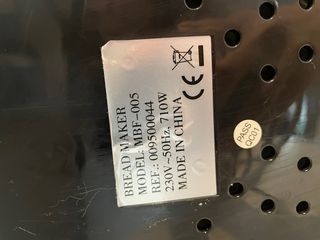 BREAD MAKER
MODEL: MBF-005
REF.: 009500044
230V~50Hz, 710W
MADE IN CHINA
CE
PASS
QC01